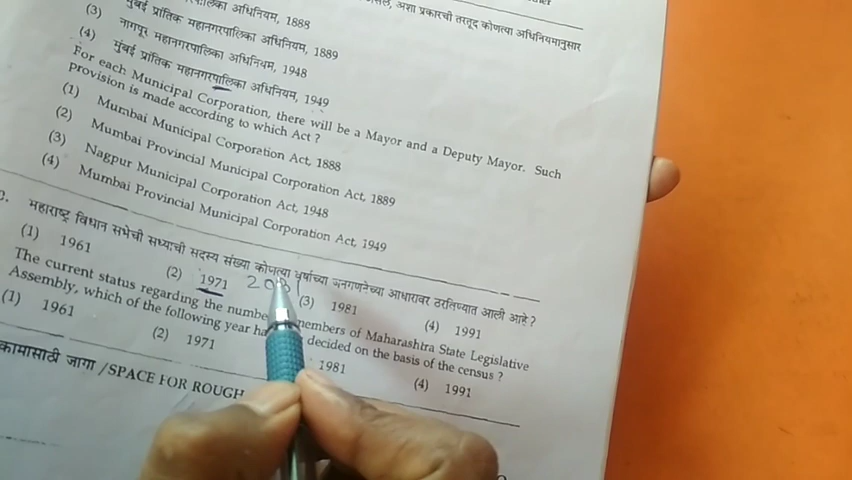 अशा प्रकारची तरतूद कोणत्या अधिनियमानुसार
मुंबई प्रांतिक महानगरपालिका अधिनियम, 1888
(3) नागपूर महानगरपालिका अधिनियम, 1889
(4) मुंबई प्रांतिक महानगरपालिका अधिनियम, 1948
महानगरपालिका अधिनियम, 1949
For each Municipal Corporation, there will be a Mayor and a Deputy Mayor. Such
provision is made according to which Act ?
(1) Mumbai Municipal Corporation Act, 1888
(2) Mumbai Provincial Municipal Corporation Act, 1889
(3) Nagpur Municipal Corporation Act, 1948
(4) Mumbai Provincial Municipal Corporation Act, 1949
महाराष्ट्र विधान सभेची सध्याची सदस्य संख्या कोणत्या वर्षाच्या जनगणनेच्या आधारावर ठरविण्यात आली आहे ?
(1) 1961 (2) 1971 (3) 1981 (4) 1991
The current status regarding the members of Maharashtra State Legislative
Assembly, which of the following year decided on the basis of the census ?
(1) 1961 (2) 1971 1981 (4) 1991
कामासाठी जागा / SPACE FOR ROUGH